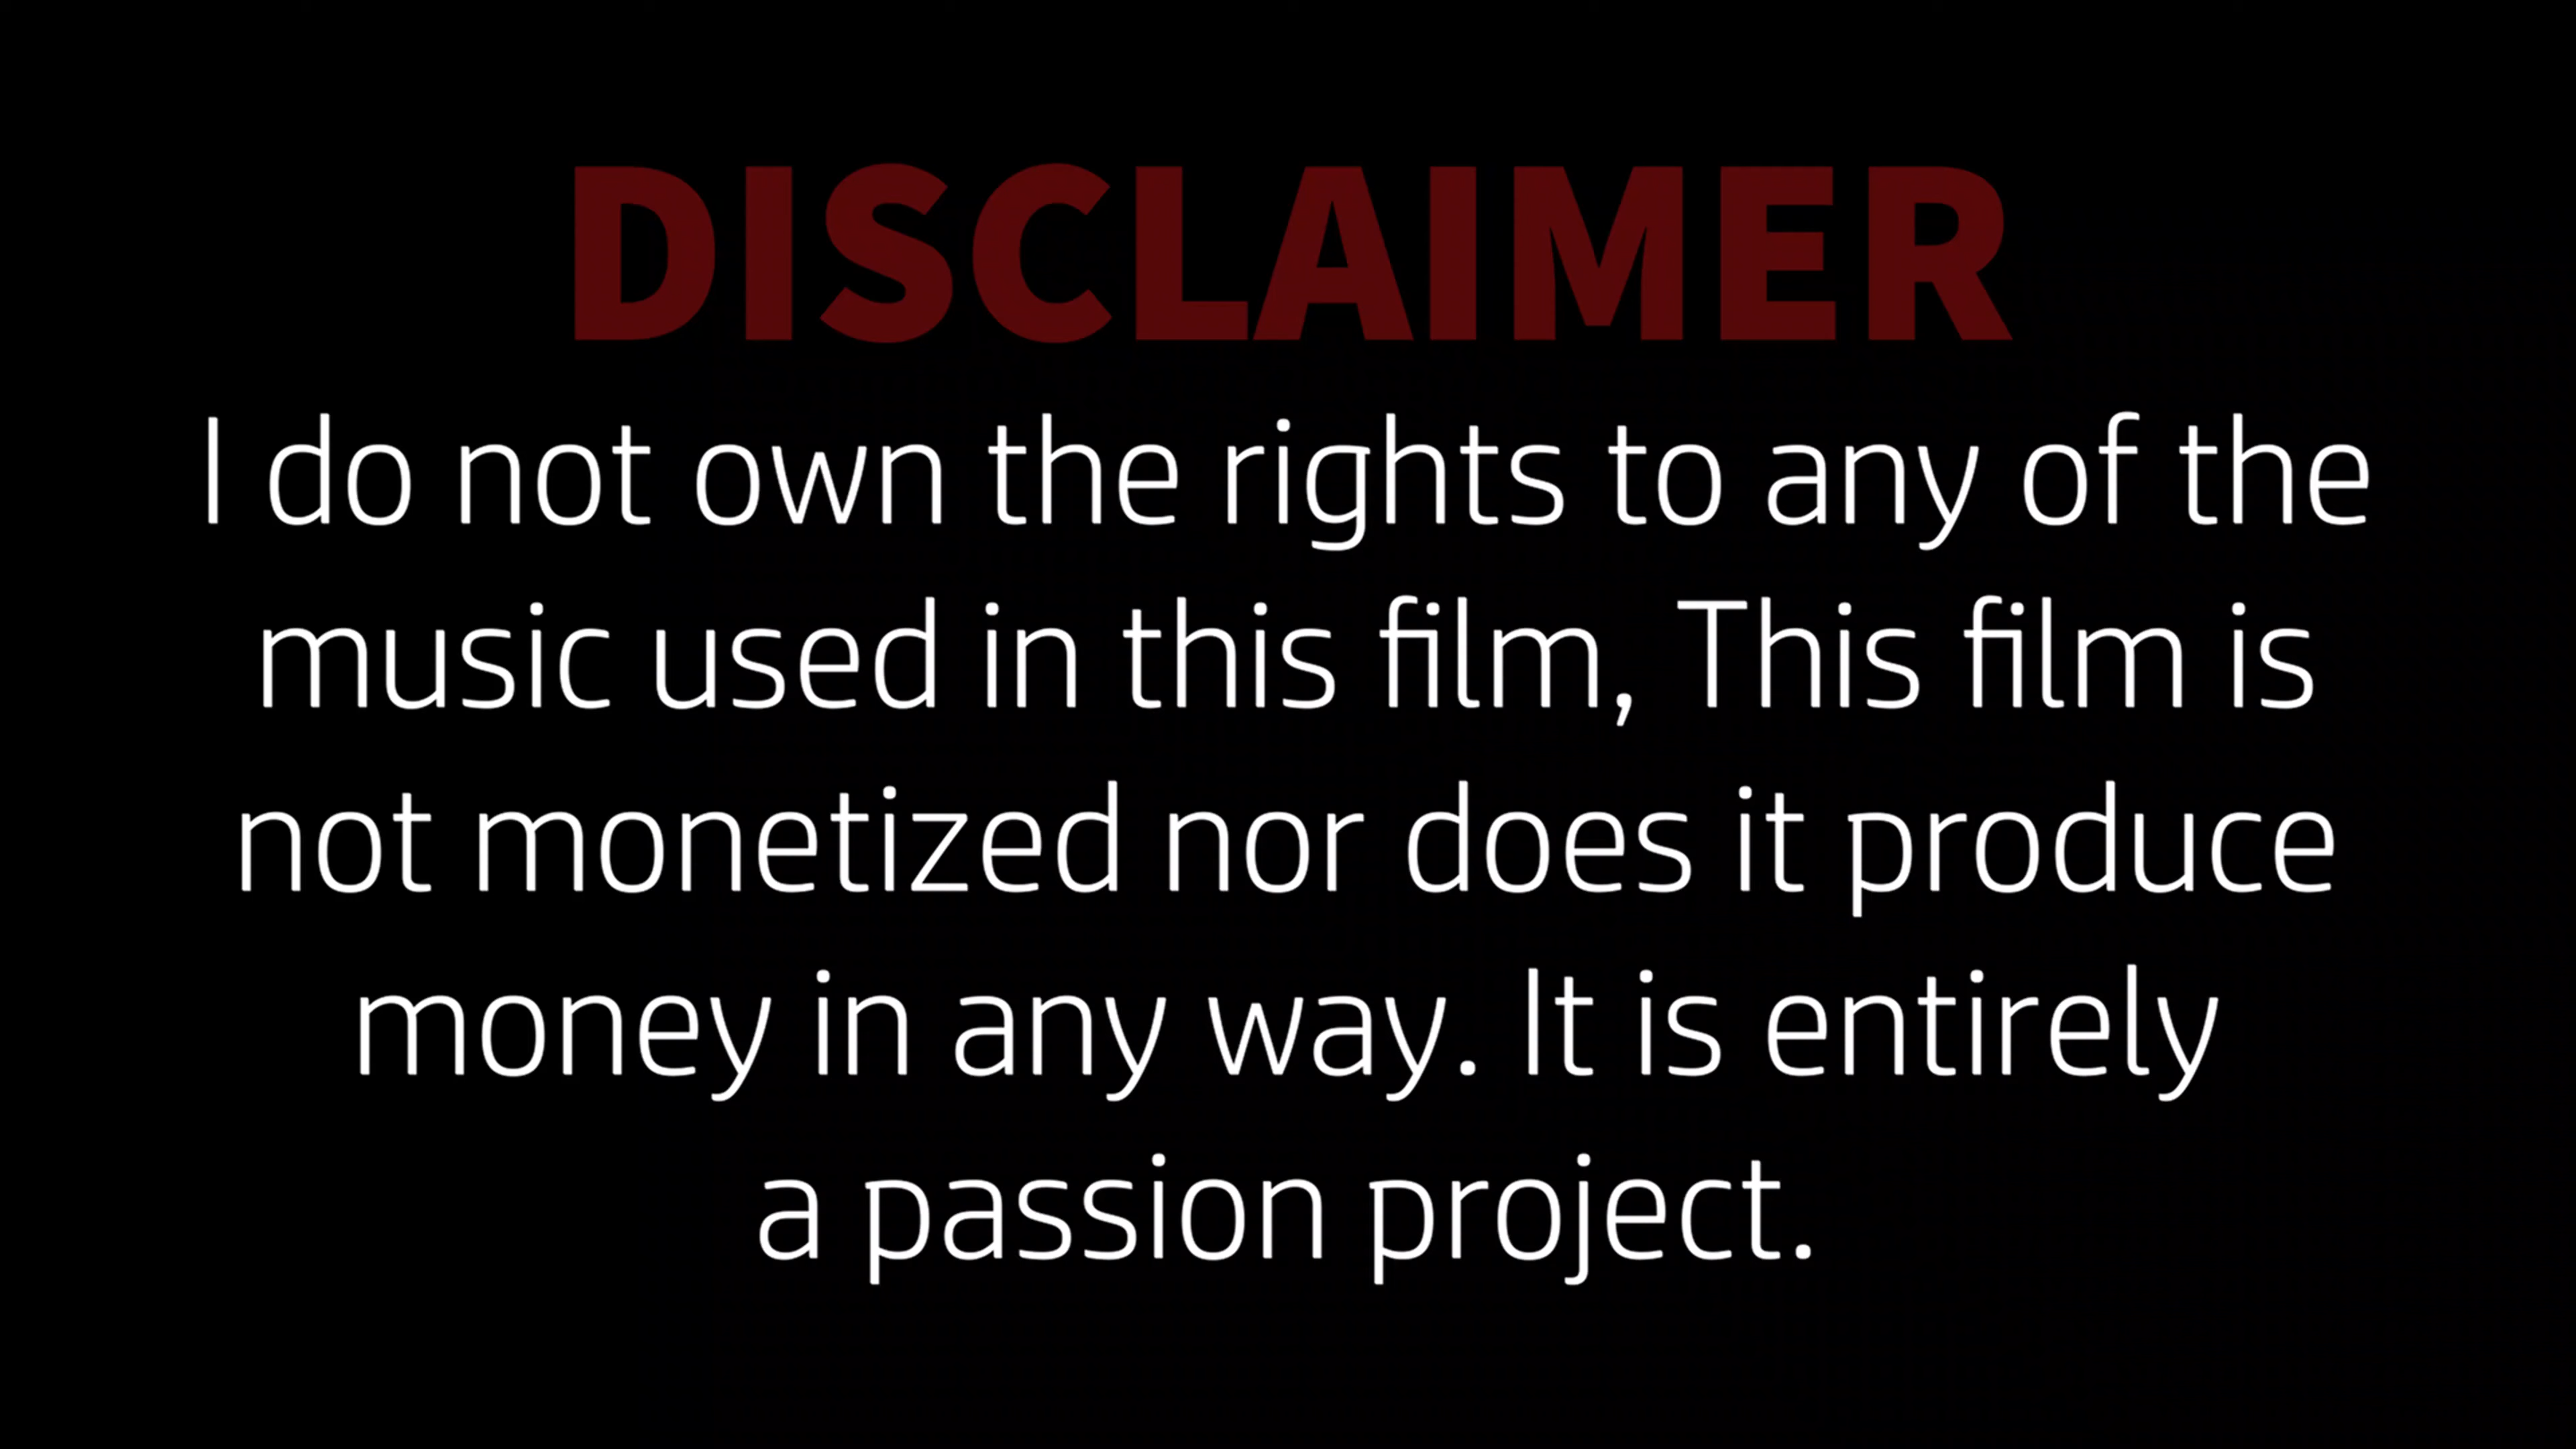 DISCLAIMER
I do not own the rights to any of the
music used in this film, This film is
not monetized nor does it produce
money in any way. It is entirely
a passion project.